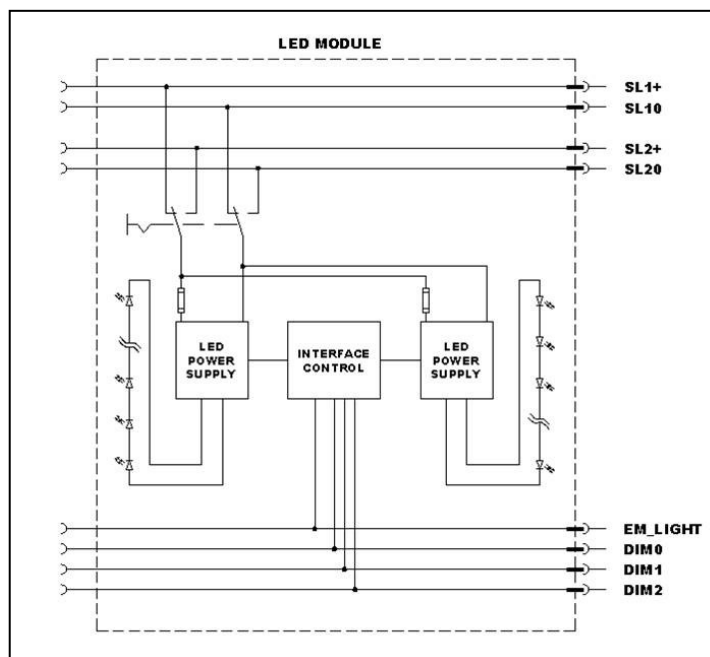 LED MODULE
SL1+
SL10
SL2+
SL20
LED
POWER
SUPPLY
INTERFACE
CONTROL
LED
POWER
SUPPLY
EM_LIGHT
DIM0
DIM1
DIM2